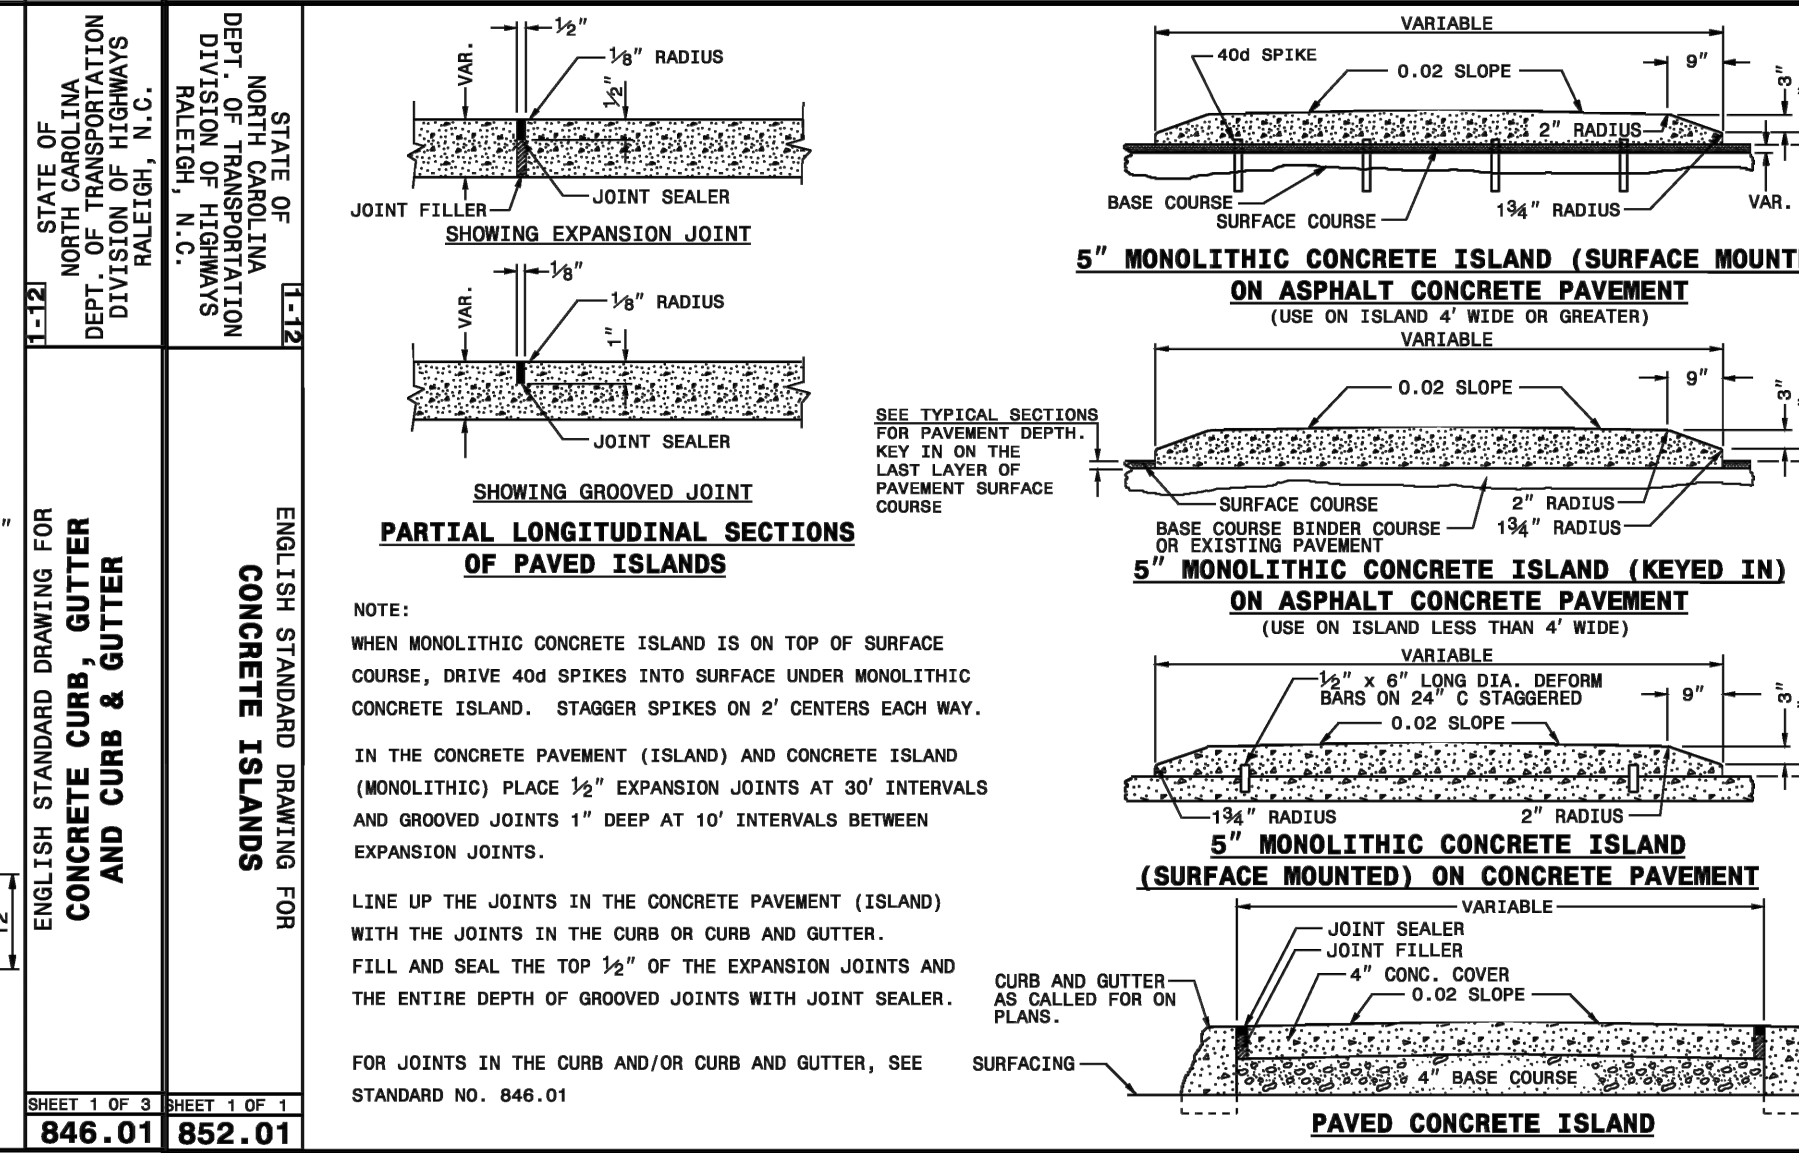 STATE OF
NORTH CAROLINA
DEPT. OF TRANSPORTATION
DIVISION OF HIGHWAYS
RALEIGH, N.C.
1-12
ENGLISH STANDARD DRAWING FOR
CONCRETE CURB, GUTTER
AND CURB & GUTTER
SHEET 1 OF 3
846.01
STATE OF
NORTH CAROLINA
DEPT. OF TRANSPORTATION
DIVISION OF HIGHWAYS
RALEIGH, N.C.
1-12
ENGLISH STANDARD DRAWING FOR
CONCRETE ISLANDS
SHEET 1 OF 1
852.01
1/2"
1/8" RADIUS
VAR.
1/2"
JOINT SEALER
JOINT FILLER
SHOWING EXPANSION JOINT
1/8"
1/8" RADIUS
VAR.
1"
JOINT SEALER
SHOWING GROOVED JOINT
PARTIAL LONGITUDINAL SECTIONS
OF PAVED ISLANDS
NOTE:
WHEN MONOLITHIC CONCRETE ISLAND IS ON TOP OF SURFACE
COURSE, DRIVE 40d SPIKES INTO SURFACE UNDER MONOLITHIC
CONCRETE ISLAND. STAGGER SPIKES ON 2' CENTERS EACH WAY.
IN THE CONCRETE PAVEMENT (ISLAND) AND CONCRETE ISLAND
(MONOLITHIC) PLACE 1/2" EXPANSION JOINTS AT 30' INTERVALS
AND GROOVED JOINTS 1" DEEP AT 10' INTERVALS BETWEEN
EXPANSION JOINTS.
LINE UP THE JOINTS IN THE CONCRETE PAVEMENT (ISLAND)
WITH THE JOINTS IN THE CURB OR CURB AND GUTTER.
FILL AND SEAL THE TOP 1/2" OF THE EXPANSION JOINTS AND
THE ENTIRE DEPTH OF GROOVED JOINTS WITH JOINT SEALER.
FOR JOINTS IN THE CURB AND/OR CURB AND GUTTER, SEE
STANDARD NO. 846.01
VARIABLE
40d SPIKE
0.02 SLOPE
9"
3"
2" RADIUS
BASE COURSE
SURFACE COURSE
1 3/4" RADIUS
VAR.
5" MONOLITHIC CONCRETE ISLAND (SURFACE MOUNT
ON ASPHALT CONCRETE PAVEMENT
(USE ON ISLAND 4' WIDE OR GREATER)
VARIABLE
0.02 SLOPE
9"
3"
SEE TYPICAL SECTIONS
FOR PAVEMENT DEPTH.
KEY IN ON THE
LAST LAYER OF
PAVEMENT SURFACE
COURSE
SURFACE COURSE
2" RADIUS
BASE COURSE BINDER COURSE
OR EXISTING PAVEMENT
1 3/4" RADIUS
5" MONOLITHIC CONCRETE ISLAND (KEYED IN)
ON ASPHALT CONCRETE PAVEMENT
(USE ON ISLAND LESS THAN 4' WIDE)
VARIABLE
1/2" x 6" LONG DIA. DEFORM
BARS ON 24" C STAGGERED
9"
3"
0.02 SLOPE
1 3/4" RADIUS
2" RADIUS
5" MONOLITHIC CONCRETE ISLAND
(SURFACE MOUNTED) ON CONCRETE PAVEMENT
VARIABLE
JOINT SEALER
JOINT FILLER
4" CONC. COVER
0.02 SLOPE
CURB AND GUTTER
AS CALLED FOR ON
PLANS.
SURFACING
4" BASE COURSE
PAVED CONCRETE ISLAND